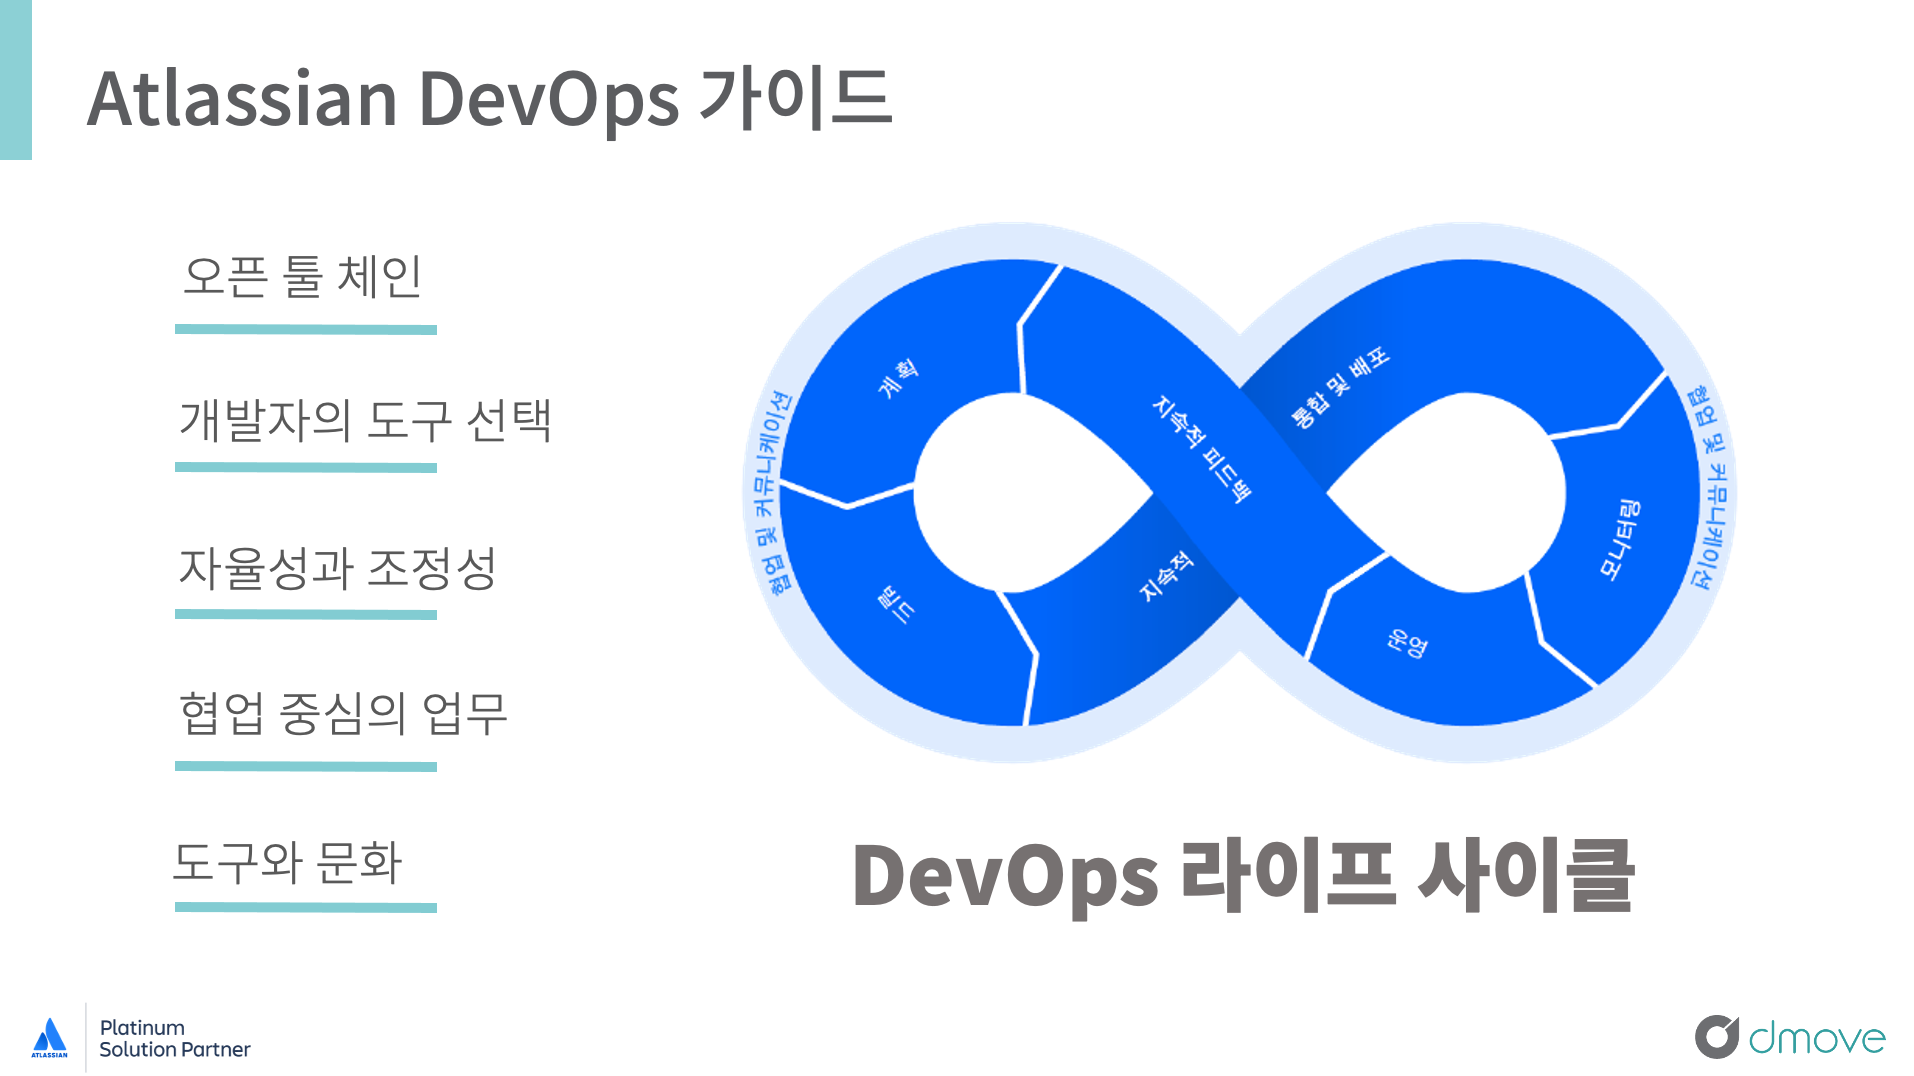 Atlassian DevOps 가이드
오픈 툴 체인
개발자의 도구 선택
자율성과 조정성
협업 중심의 업무
도구와 문화
협업 및 커뮤니케이션
계획
빌드
지속적
통합 및 배포
지속적 피드백
운영
모니터링
협업 및 커뮤니케이션
DevOps 라이프 사이클
ATLASSIAN
Platinum
Solution Partner
dmove